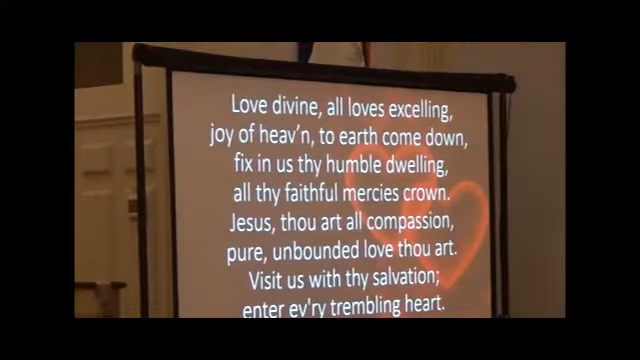 Love divine, all loves excelling,
joy of heav'n, to earth come down,
fix in us thy humble dwelling,
all thy faithful mercies crown.
Jesus, thou art all compassion,
pure, unbounded love thou art.
Visit us with thy salvation;
enter ev'ry trembling heart.